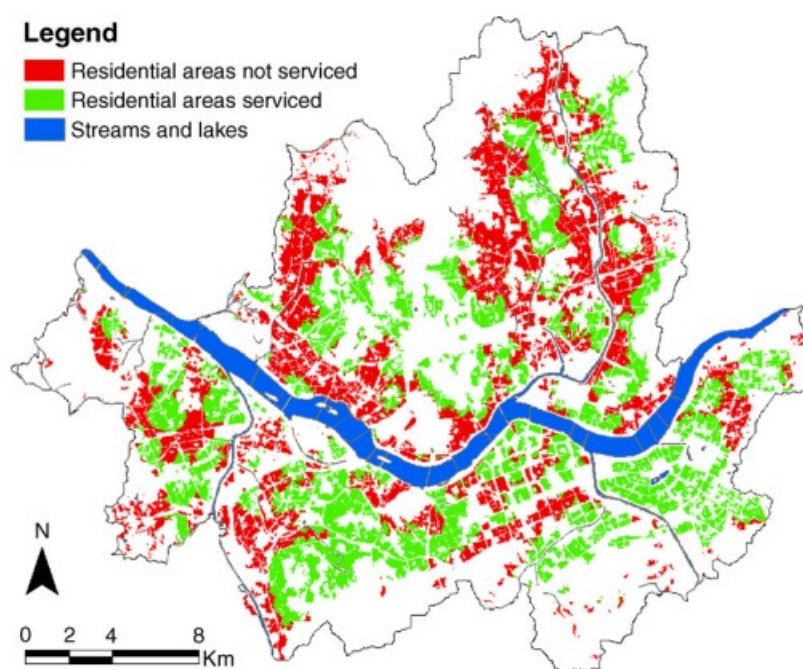 Legend
Residential areas not serviced
Residential areas serviced
Streams and lakes
N
0 2 4 8
Km